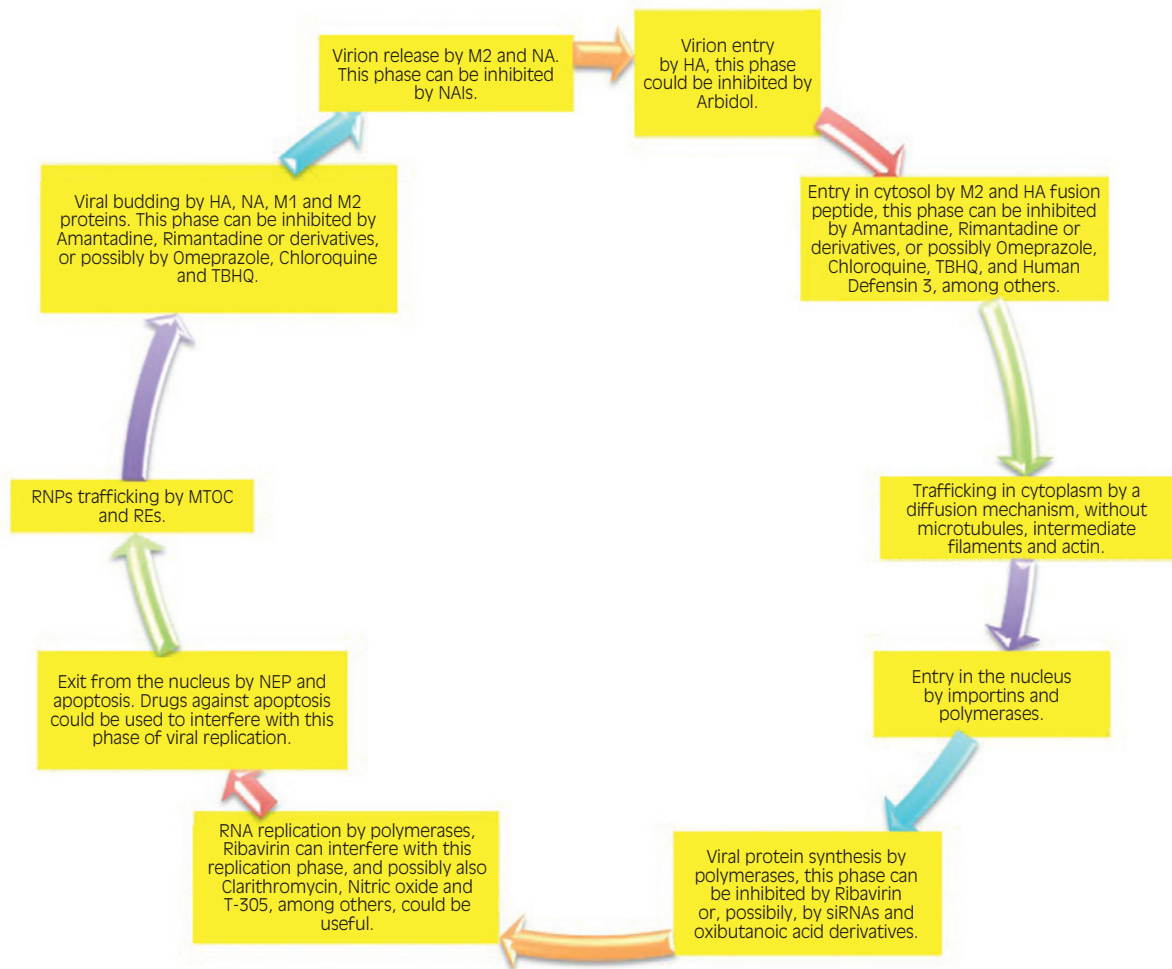 Virion release by M2 and NA.
This phase can be inhibited
by NAIs.
Virion entry
by HA, this phase
could be inhibited by
Arbidol.
Entry in cytosol by M2 and HA fusion
peptide, this phase can be inhibited
by Amantadine, Rimantadine or
derivatives, or possibly Omeprazole,
Chloroquine, TBHQ, and Human
Defensin 3, among others.
Trafficking in cytoplasm by a
diffusion mechanism, without
microtubules, intermediate
filaments and actin.
Entry in the nucleus
by importins and
polymerases.
Viral protein synthesis by
polymerases, this phase can
be inhibited by Ribavirin
or, possibily, by siRNAs and
oxibutanoic acid derivatives.
RNA replication by polymerases,
Ribavirin can interfere with this
replication phase, and possibly also
Clarithromycin, Nitric oxide and
T-305, among others, could be
useful.
Exit from the nucleus by NEP and
apoptosis. Drugs against apoptosis
could be used to interfere with this
phase of viral replication.
RNPs trafficking by MTOC
and REs.
Viral budding by HA, NA, M1 and M2
proteins. This phase can be inhibited by
Amantadine, Rimantadine or derivatives,
or possibly by Omeprazole, Chloroquine
and TBHQ.